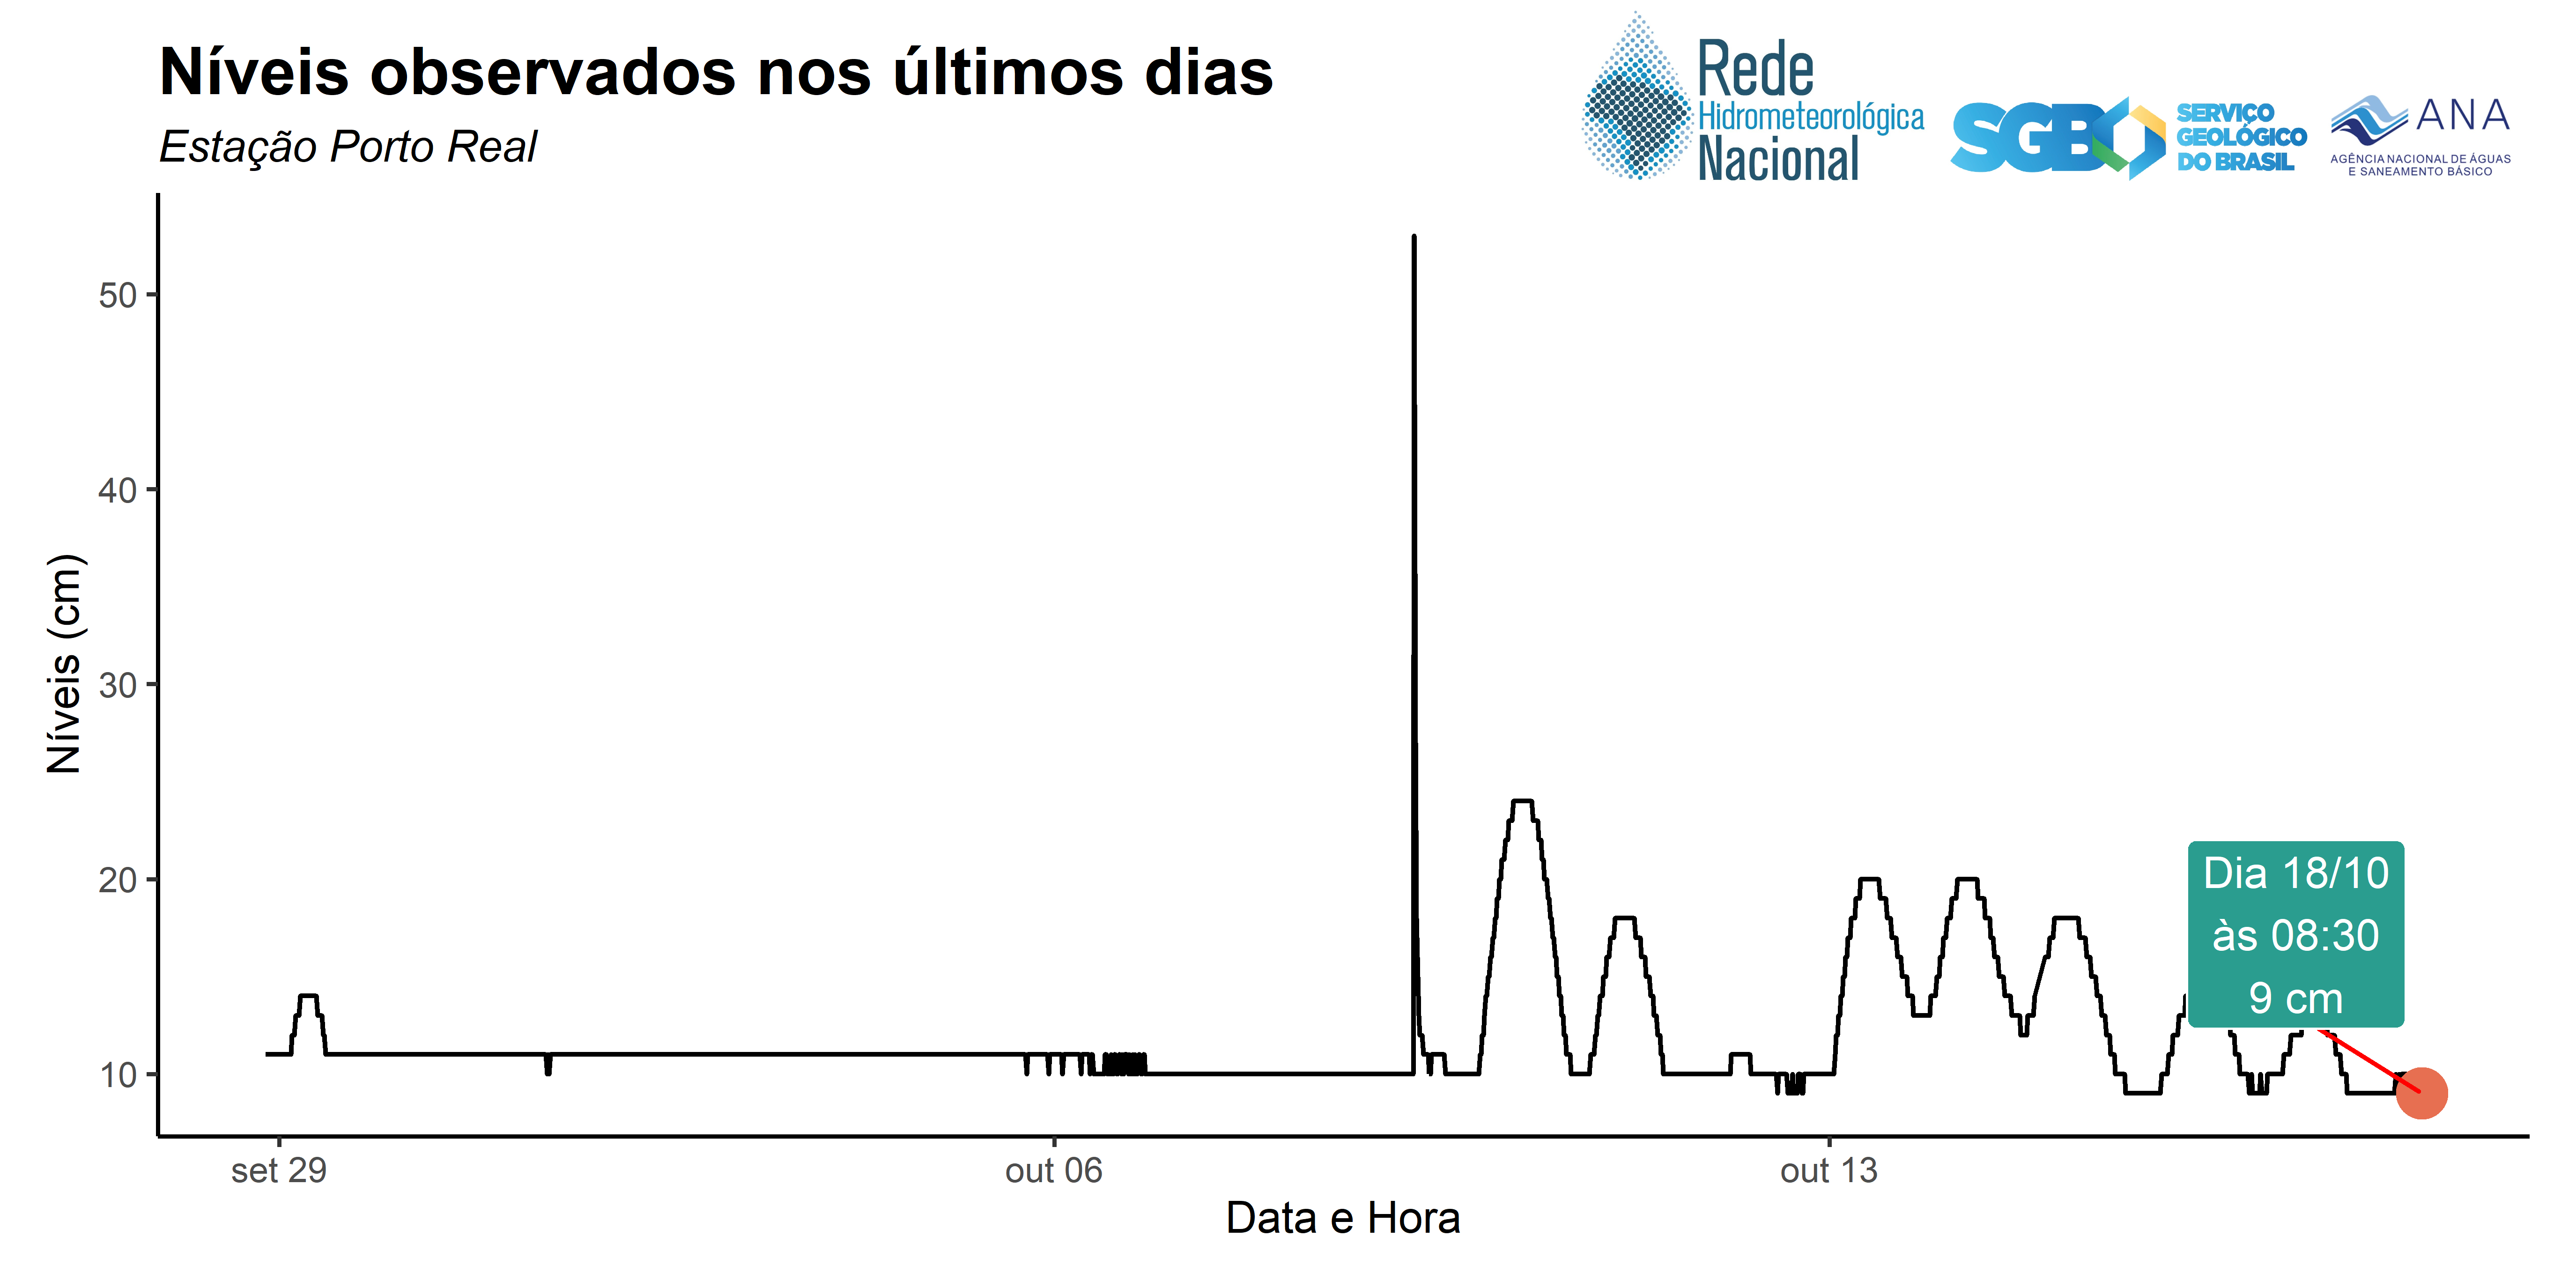 Níveis observados nos últimos dias
Estação Porto Real
Rede
Hidrometeorológica
Nacional
SGB
SERVIÇO
GEOLÓGICO
DO BRASIL
ANA
AGÊNCIA NACIONAL DE ÁGUAS
E SANEAMENTO BÁSICO
Níveis (cm)
50
40
30
20
10
Dia 18/10
às 08:30
9 cm
set 29
out 06
out 13
Data e Hora